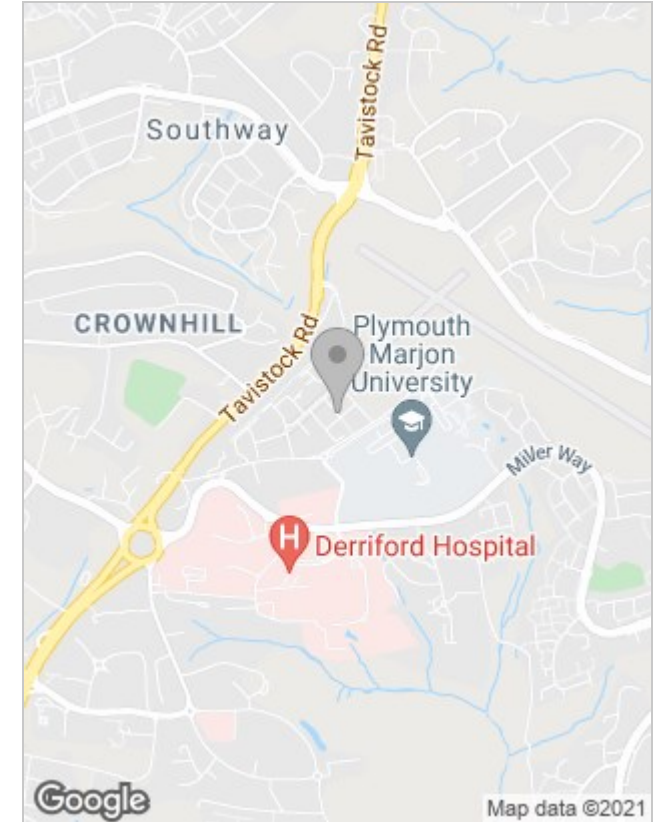 Tavistock Rd
Southway
CROWNHILL
Tavistock Rd
Plymouth
Marjon
University
Miller Way
H
Derriford Hospital
Google
Map data ©2021